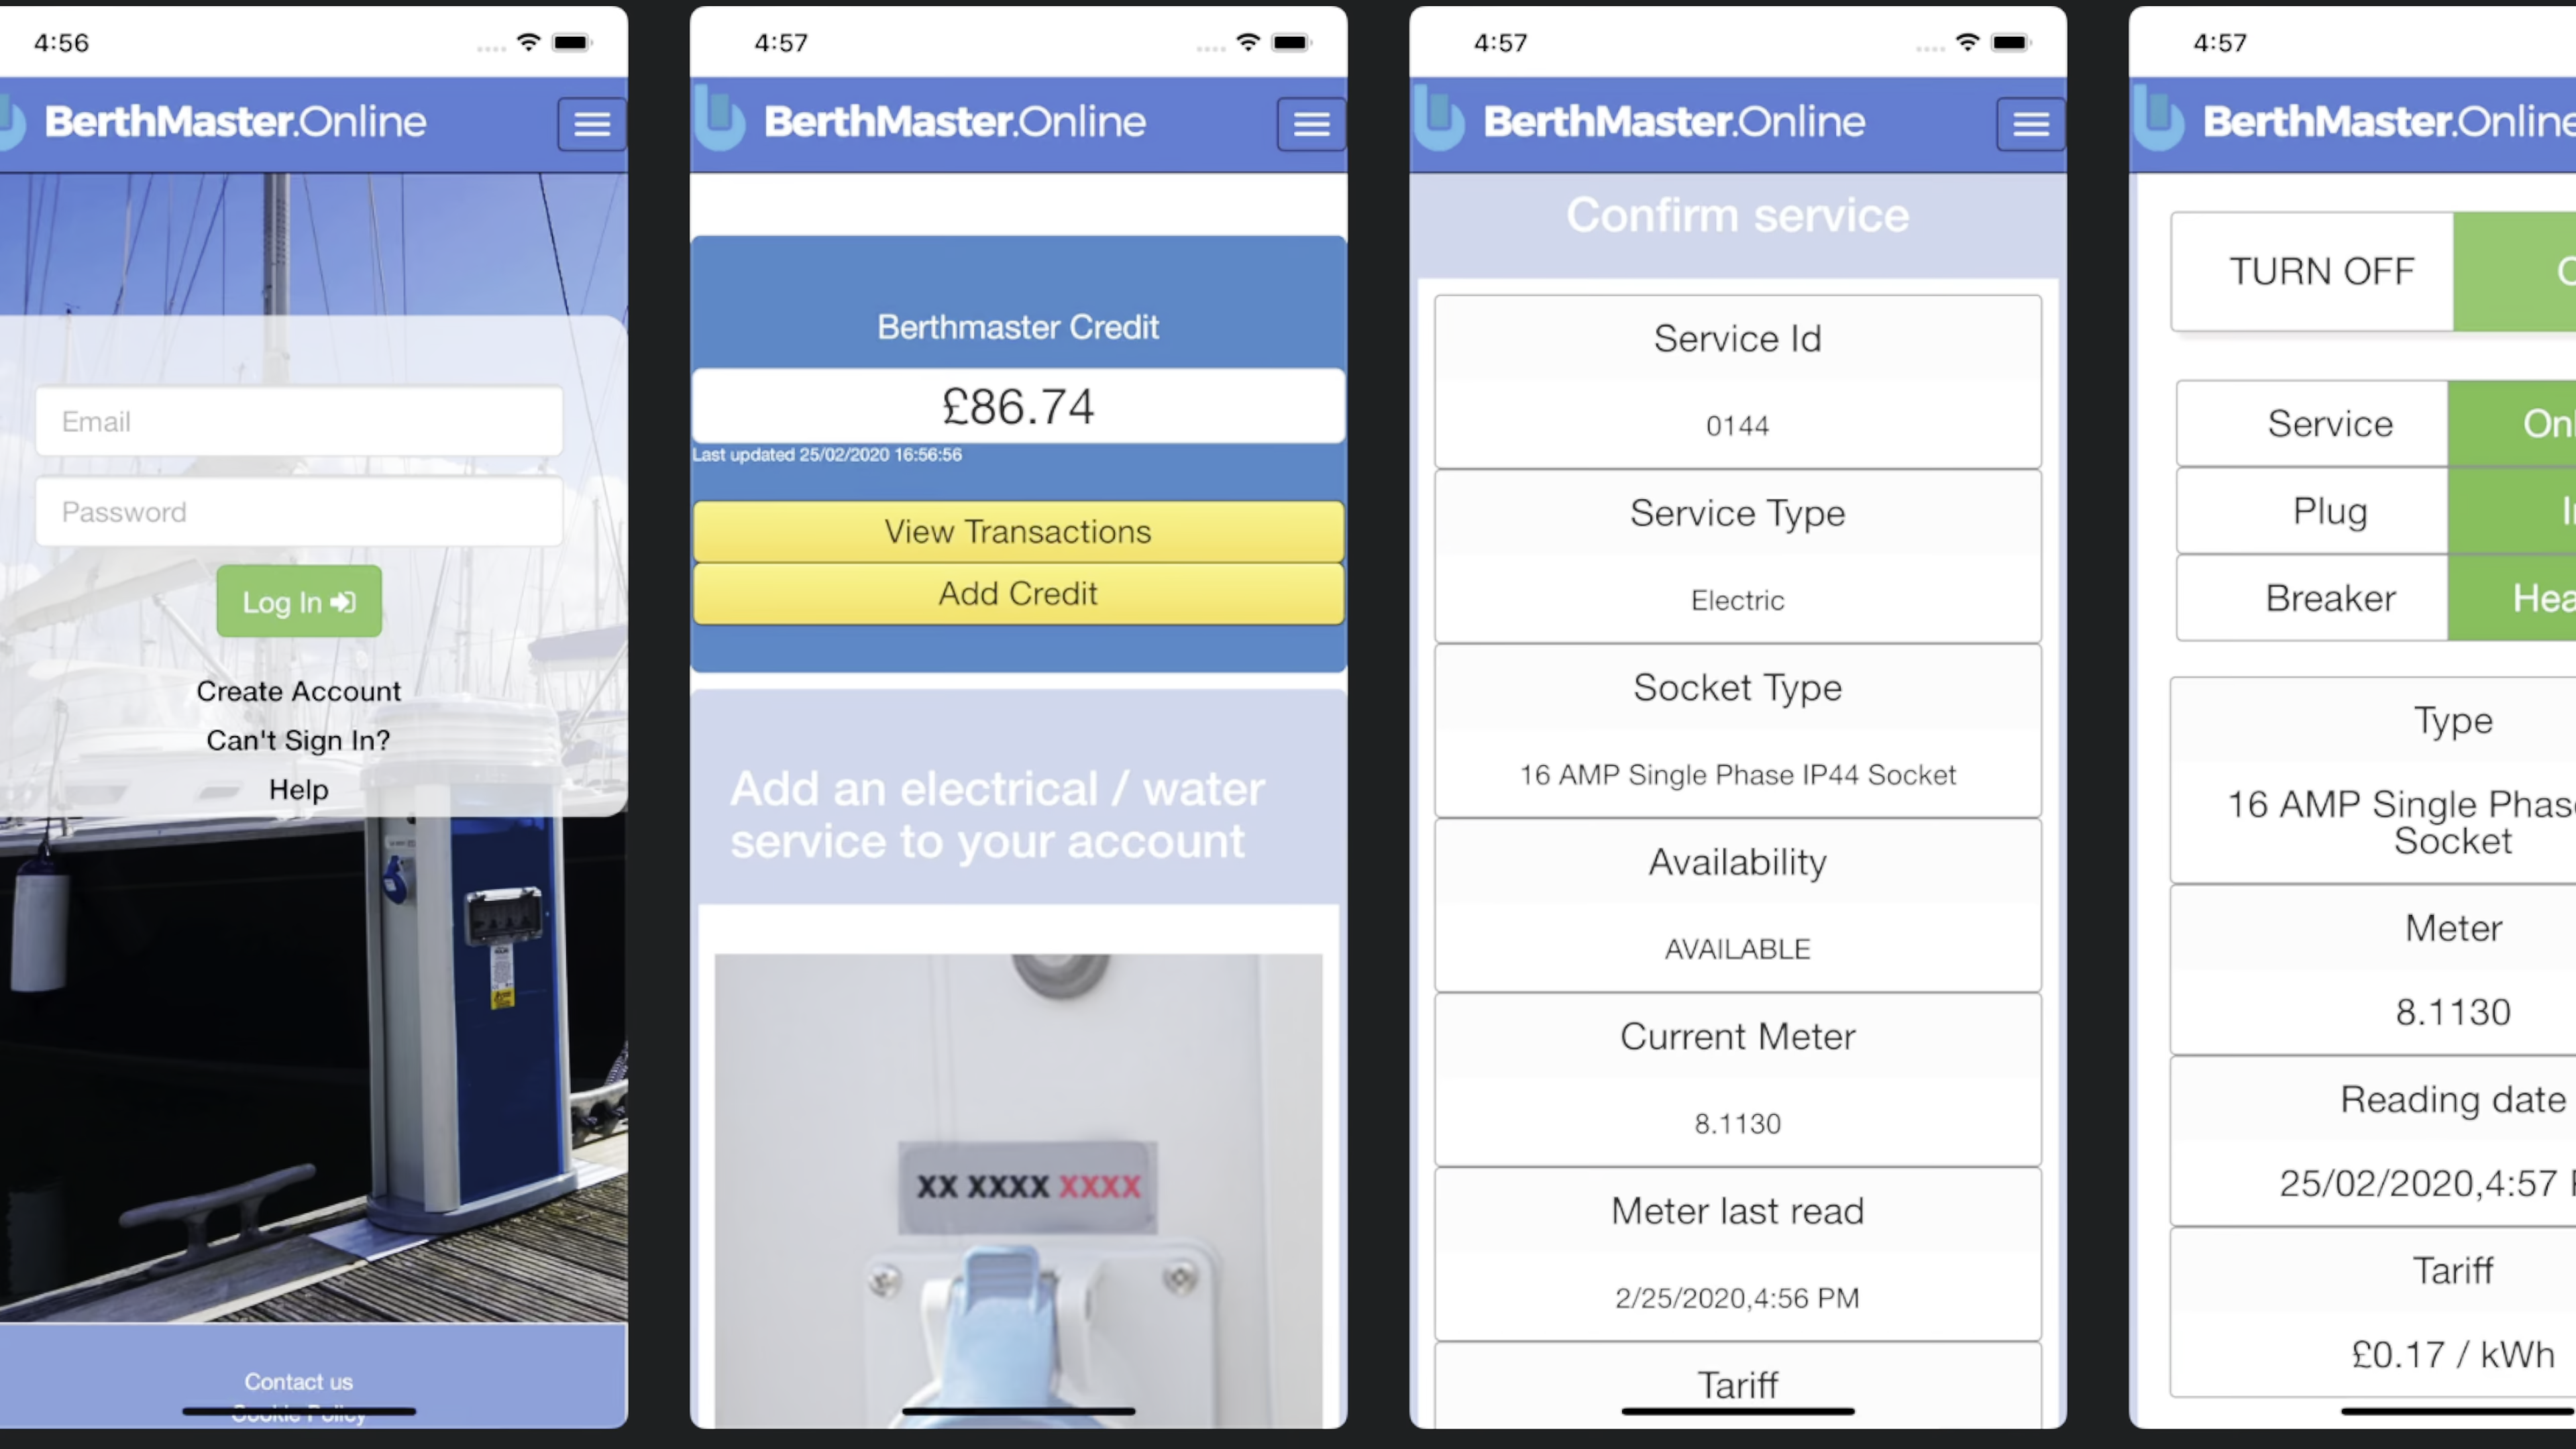 4:56
BerthMaster.Online
Email
Password
Log In
Create Account
Can't Sign In?
Help
Contact us
Cookie Policy
4:57
BerthMaster.Online
Berthmaster Credit
£86.74
Last updated 25/02/2020 16:56:56
View Transactions
Add Credit
Add an electrical / water
service to your account
XX XXXX XXXX
4:57
BerthMaster.Online
Confirm service
Service Id
0144
Service Type
Electric
Socket Type
16 AMP Single Phase IP44 Socket
Availability
AVAILABLE
Current Meter
8.1130
Meter last read
2/25/2020,4:56 PM
Tariff
4:57
BerthMaster.Online
TURN OFF
Service
Plug
Breaker
Type
16 AMP Single Phase
Socket
Meter
8.1130
Reading date
25/02/2020,4:57
Tariff
£0.17 / kWh